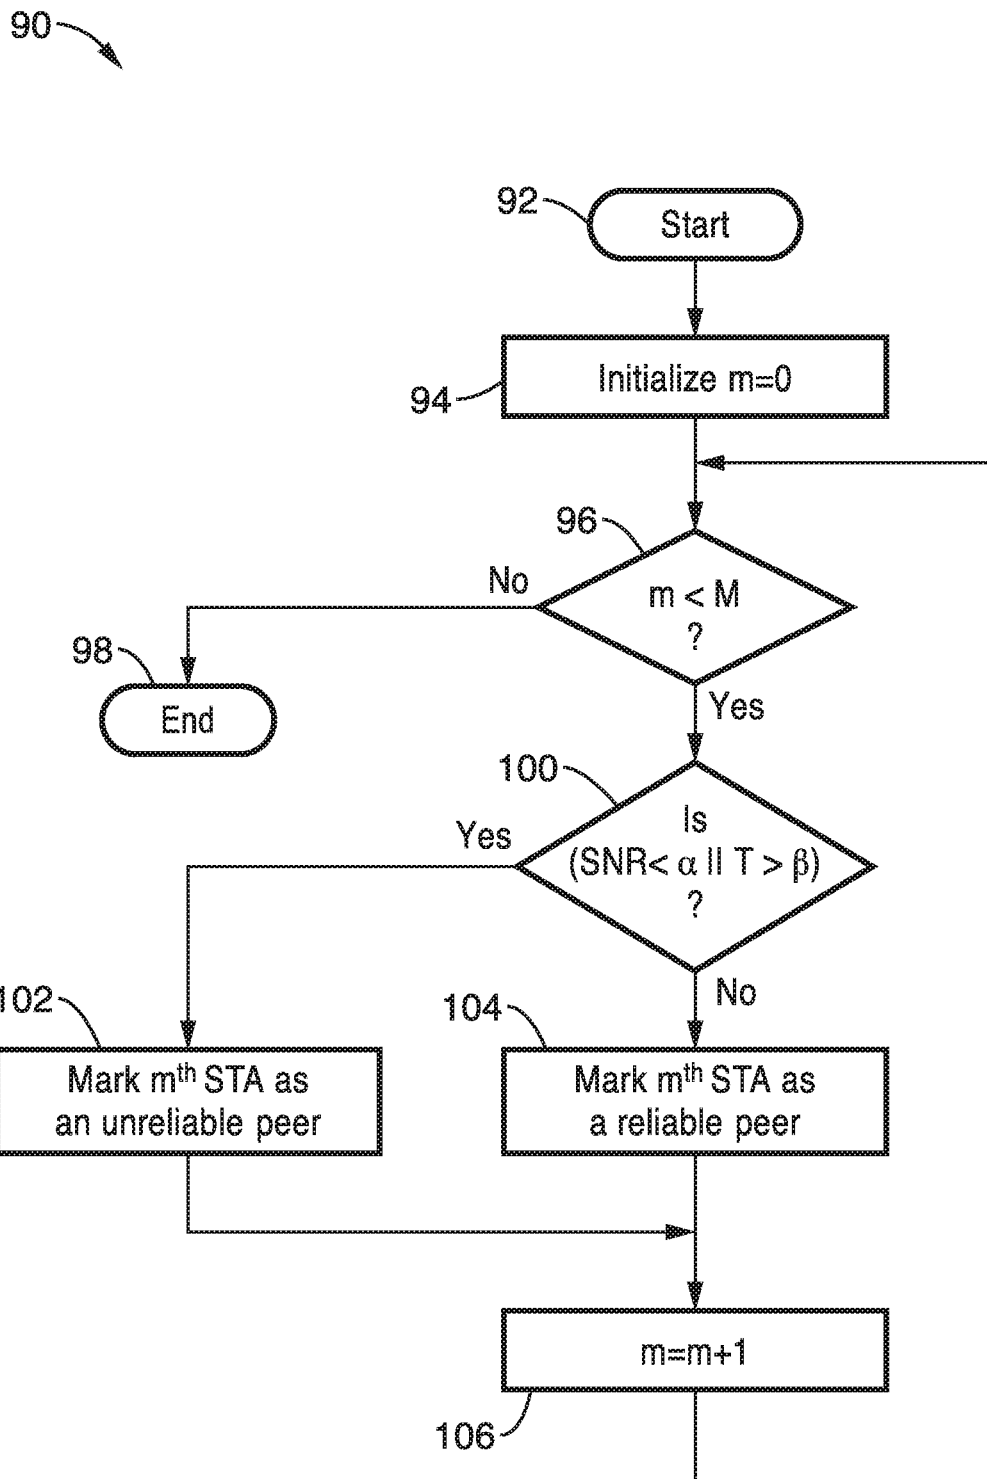 90
92
Start
Initialize m=0
94
96
No
m < M
?
98
End
Yes
100
Is
Yes
(SNR< α || T > β)
?
No
102
104
Mark mth STA as
an unreliable peer
Mark mth STA as
a reliable peer
m=m+1
106